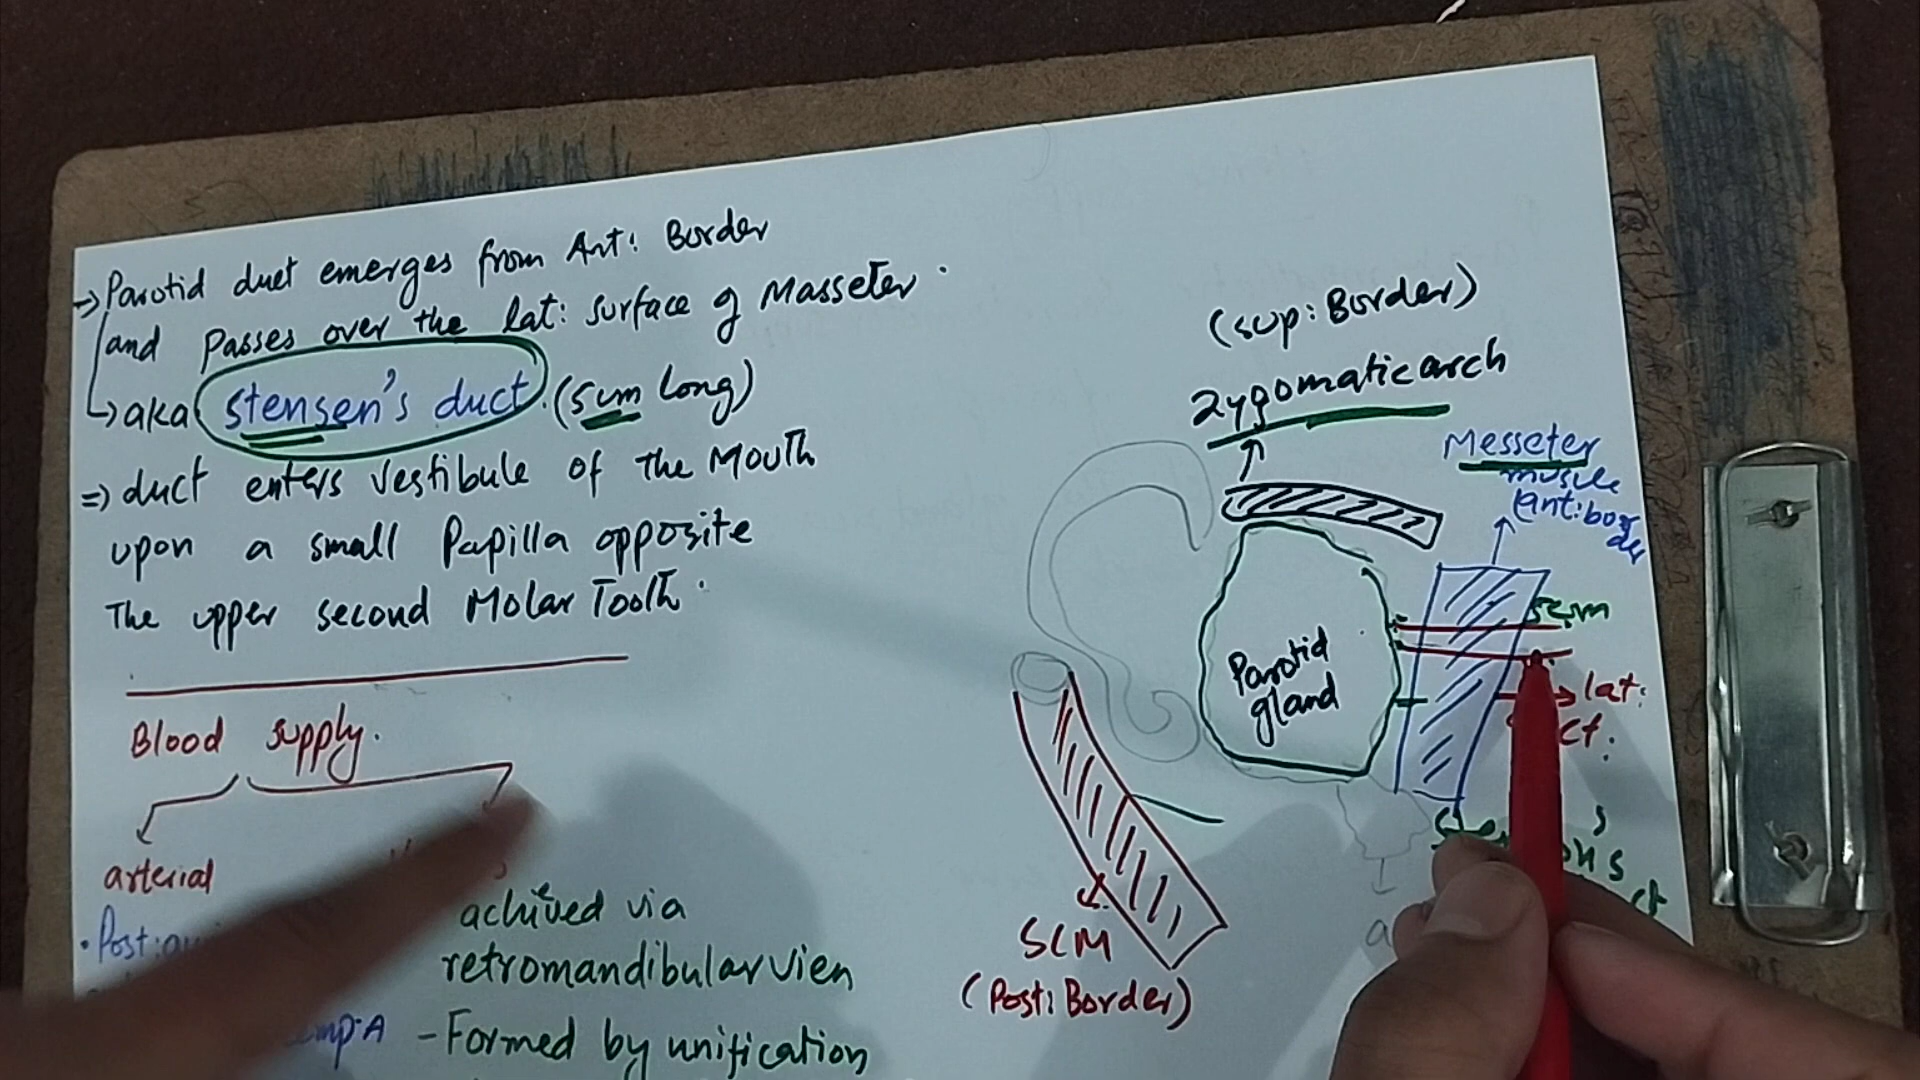 → Parotid duct emerges from Ant: Border
and Passes over the lat: surface of Masseter.
↳ aka Stensen's duct. (5cm long)
⇒ duct enters vestibule of the Mouth
upon a small Papilla opposite
The upper second Molar Tooth.
Blood supply.
arterial
• Post:
achieved via
retromandibular vien
- Formed by unification
(sup: Border)
zygomatic arch
Messeter
muscle
(ant: border
5cm
Parotid
gland
lat:
SCM
(Post: Border)